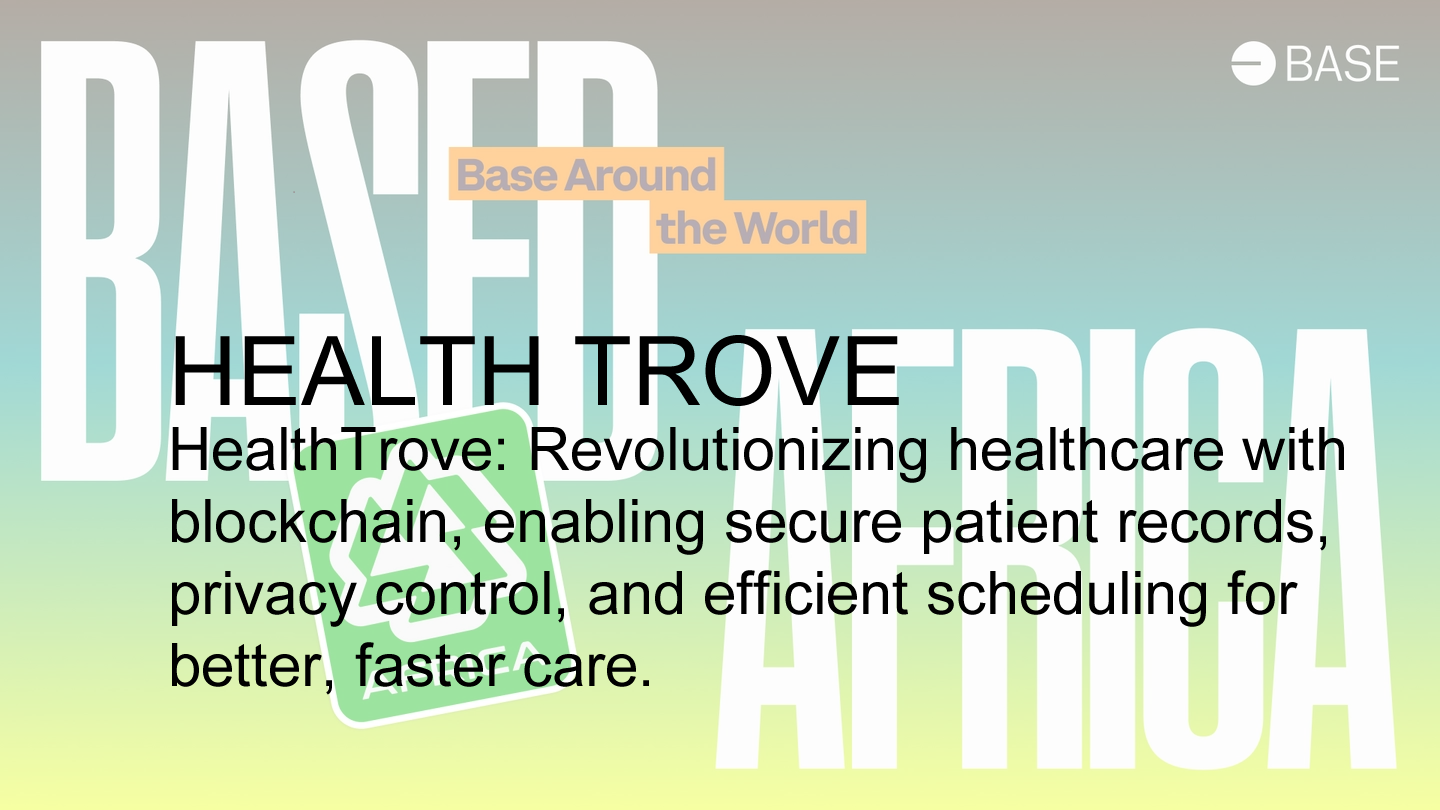 BASED
BASE
Base Around
the World
AFRICA
HEALTH TROVE
HealthTrove: Revolutionizing healthcare with
blockchain, enabling secure patient records,
privacy control, and efficient scheduling for
better, faster care.
AFRICA